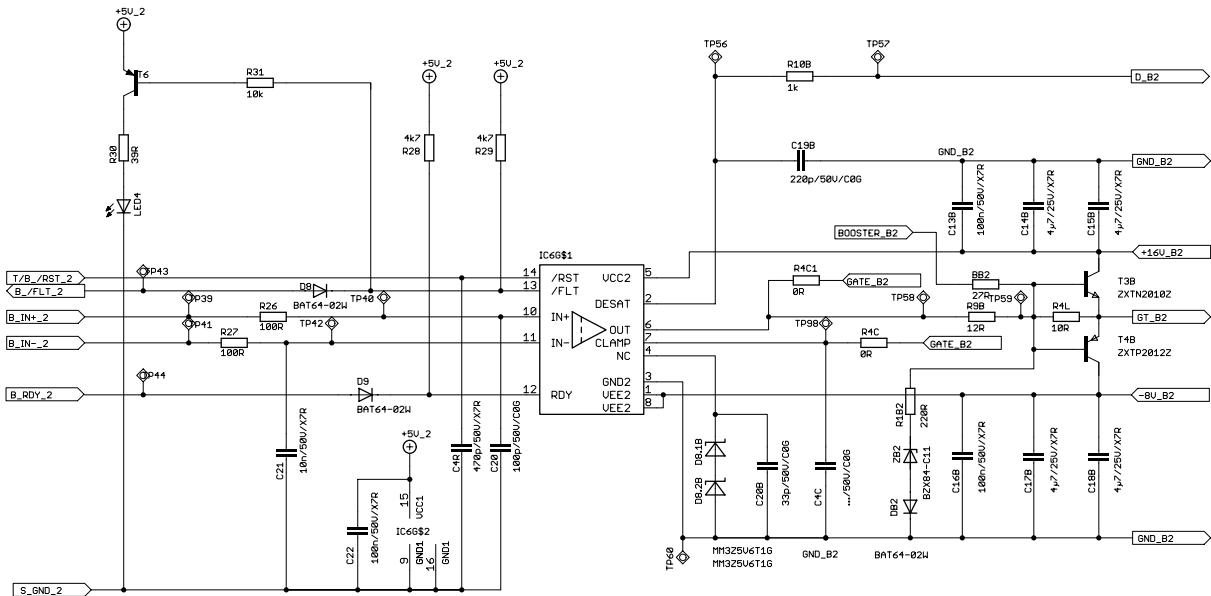 +5V_2
TP56
TP57
T6
R31
10k
+5V_2
+5V_2
R10B
1k
D_B2
R30
39R
4k7
R28
4k7
R29
C19B
220p/50V/C0G
GND_B2
GND_B2
LED4
C13B
100n/50V/X7R
C14B
4µ7/25V/X7R
C15B
4µ7/25V/X7R
BOOSTER_B2
IC6G$1
+16V_B2
T/B_/RST_2
TP43
14
/RST
VCC2
5
R4C1
0R
GATE_B2
BB2
27R
T3B
ZXTN2010Z
B_/FLT_2
D8
BAT64-02W
13
/FLT
DESAT
2
TP39
TP40
TP58
TP59
B_IN+_2
R26
100R
10
IN+
OUT
6
R9B
12R
R4L
10R
GT_B2
TP41
TP42
TP98
B_IN-_2
R27
100R
11
IN-
CLAMP
7
R4C
0R
GATE_B2
T4B
ZXTP2012Z
NC
4
TP44
D9
BAT64-02W
GND2
3
B_RDY_2
12
RDY
VEE2
1
VEE2
8
-8V_B2
R1B2
220R
+5V_2
C21
10n/50V/X7R
C4R
470p/50V/X7R
C20
100p/50V/C0G
D8.1B
D8.2B
C20B
33p/50V/C0G
C4C
.../50V/C0G
ZB2
BZX84-C11
C16B
100n/50V/X7R
C17B
4µ7/25V/X7R
C18B
4µ7/25V/X7R
15
VCC1
IC6G$2
C22
100n/50V/X7R
9
GND1
16
GND1
DB2
BAT64-02W
GND_B2
TP60
MM3Z5V6T1G
MM3Z5V6T1G
GND_B2
S_GND_2